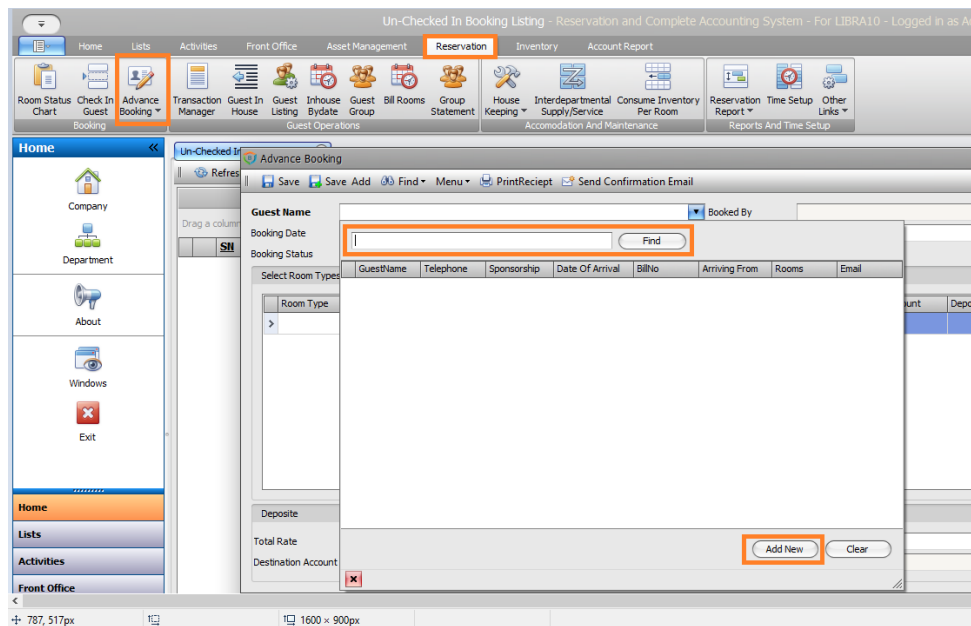 Un-Checked In Booking Listing - Reservation and Complete Accounting System - For LIBRA10 - Logged in as A
Home Lists Activities Front Office Asset Management Reservation Inventory Account Report
Room Status Chart Check In Guest Advance Booking Transaction Manager Guest In House Guest Listing Inhouse Bydate Guest Group Bill Rooms Group Statement House Keeping Interdepartmental Supply/Service Consume Inventory Per Room Reservation Report Time Setup Other Links
Booking Guest Operations Accomodation And Maintenance Reports And Time Setup
Home
Company
Department
About
Windows
Exit
Home
Lists
Activities
Front Office
Un-Checked In
Refres
Drag a column
SN
Advance Booking
Save Save Add Find Menu PrintReciept Send Confirmation Email
Guest Name Booked By
Booking Date
Find
Booking Status
GuestName Telephone Sponsorship Date Of Arrival BillNo Arriving From Rooms Email
Select Room Types
Room Type unt Depo
Deposite
Total Rate
Add New Clear
Destination Account
787, 517px 1600 × 900px